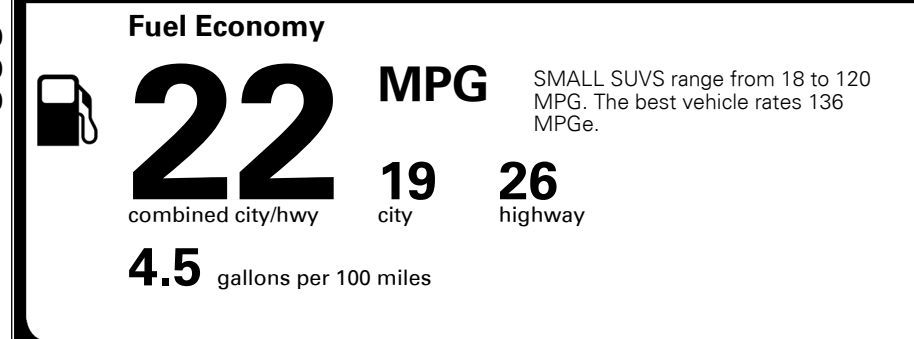 Fuel Economy
22
MPG
SMALL SUVS range from 18 to 120
MPG. The best vehicle rates 136
MPGe.
combined city/hwy
19
city
26
highway
4.5 gallons per 100 miles